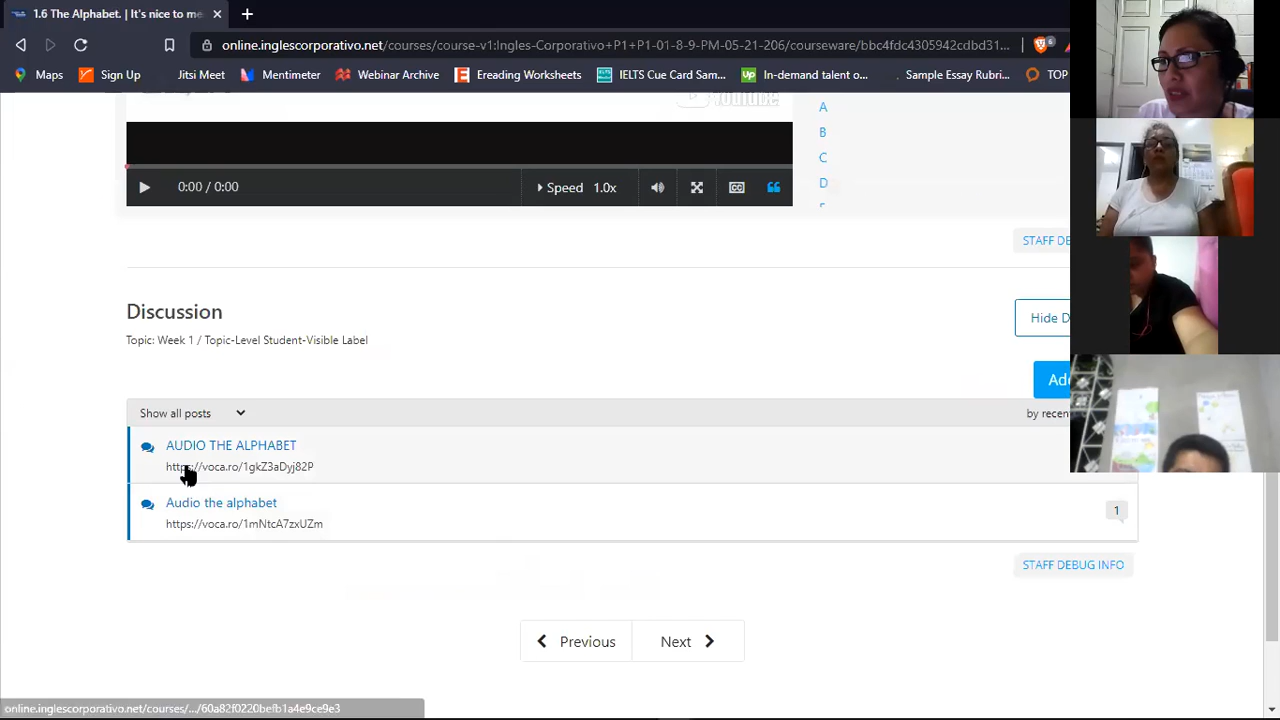 1.6 The Alphabet. | It's nice to me
online.inglescorporativo.net/courses/course-v1:Ingles-Corporativo+P1+P1-01-8-9-PM-05-21-206/courseware/bbc4fdc4305942cdbd31...
6
Maps
Sign Up
Jitsi Meet
Mentimeter
Webinar Archive
Ereading Worksheets
IELTS Cue Card Sam...
In-demand talent o...
Sample Essay Rubri...
TOP
YouTube
A
B
C
D
0:00 / 0:00
Speed 1.0x
STAFF DE
Discussion
Topic: Week 1 / Topic-Level Student-Visible Label
Hide D
Add
Show all posts
by recen
AUDIO THE ALPHABET
https://voca.ro/1gkZ3aDyj82P
Audio the alphabet
https://voca.ro/1mNtcA7zxUZm
1
STAFF DEBUG INFO
Previous
Next
online.inglescorporativo.net/courses/.../60a82f0220befb1a4e9ce9e3